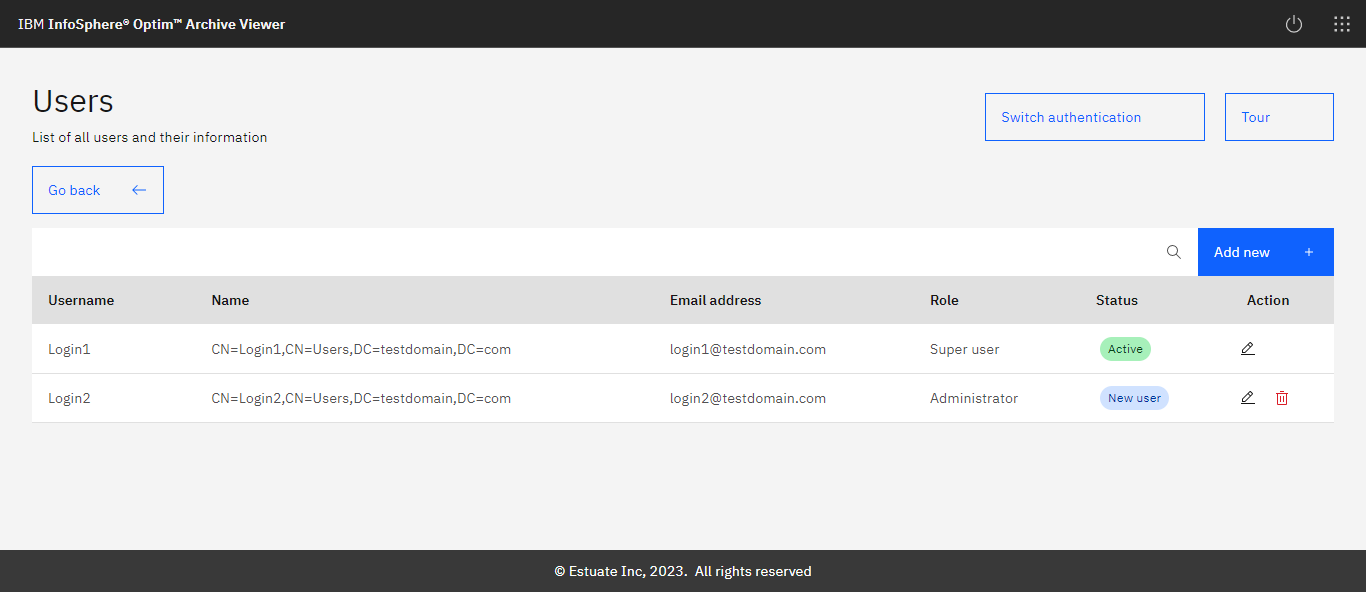 IBM InfoSphere® Optim™ Archive Viewer
Users
List of all users and their information
Switch authentication
Tour
Go back
Add new
Username Name Email address Role Status Action
Login1 CN=Login1,CN=Users,DC=testdomain,DC=com login1@testdomain.com Super user Active
Login2 CN=Login2,CN=Users,DC=testdomain,DC=com login2@testdomain.com Administrator New user
© Estuate Inc, 2023. All rights reserved